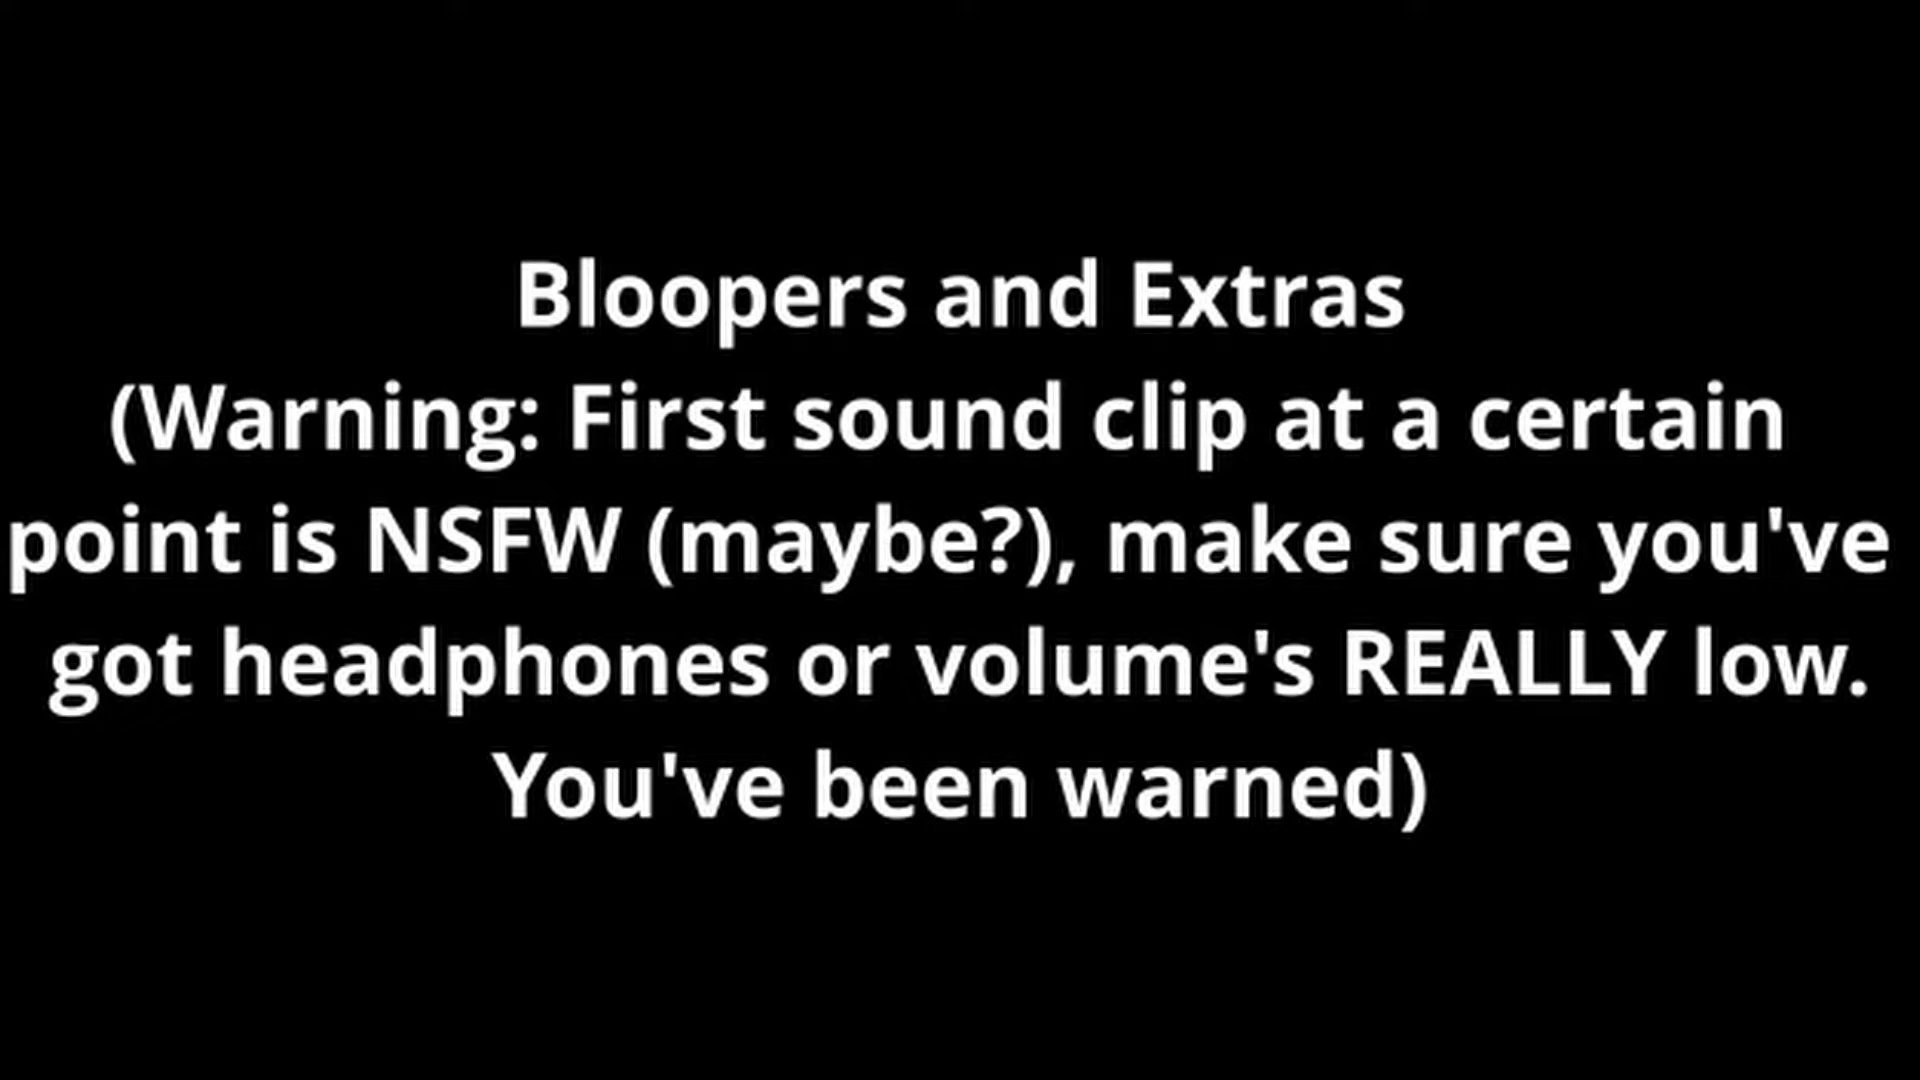 Bloopers and Extras
(Warning: First sound clip at a certain
point is NSFW (maybe?), make sure you've
got headphones or volume's REALLY low.
You've been warned)